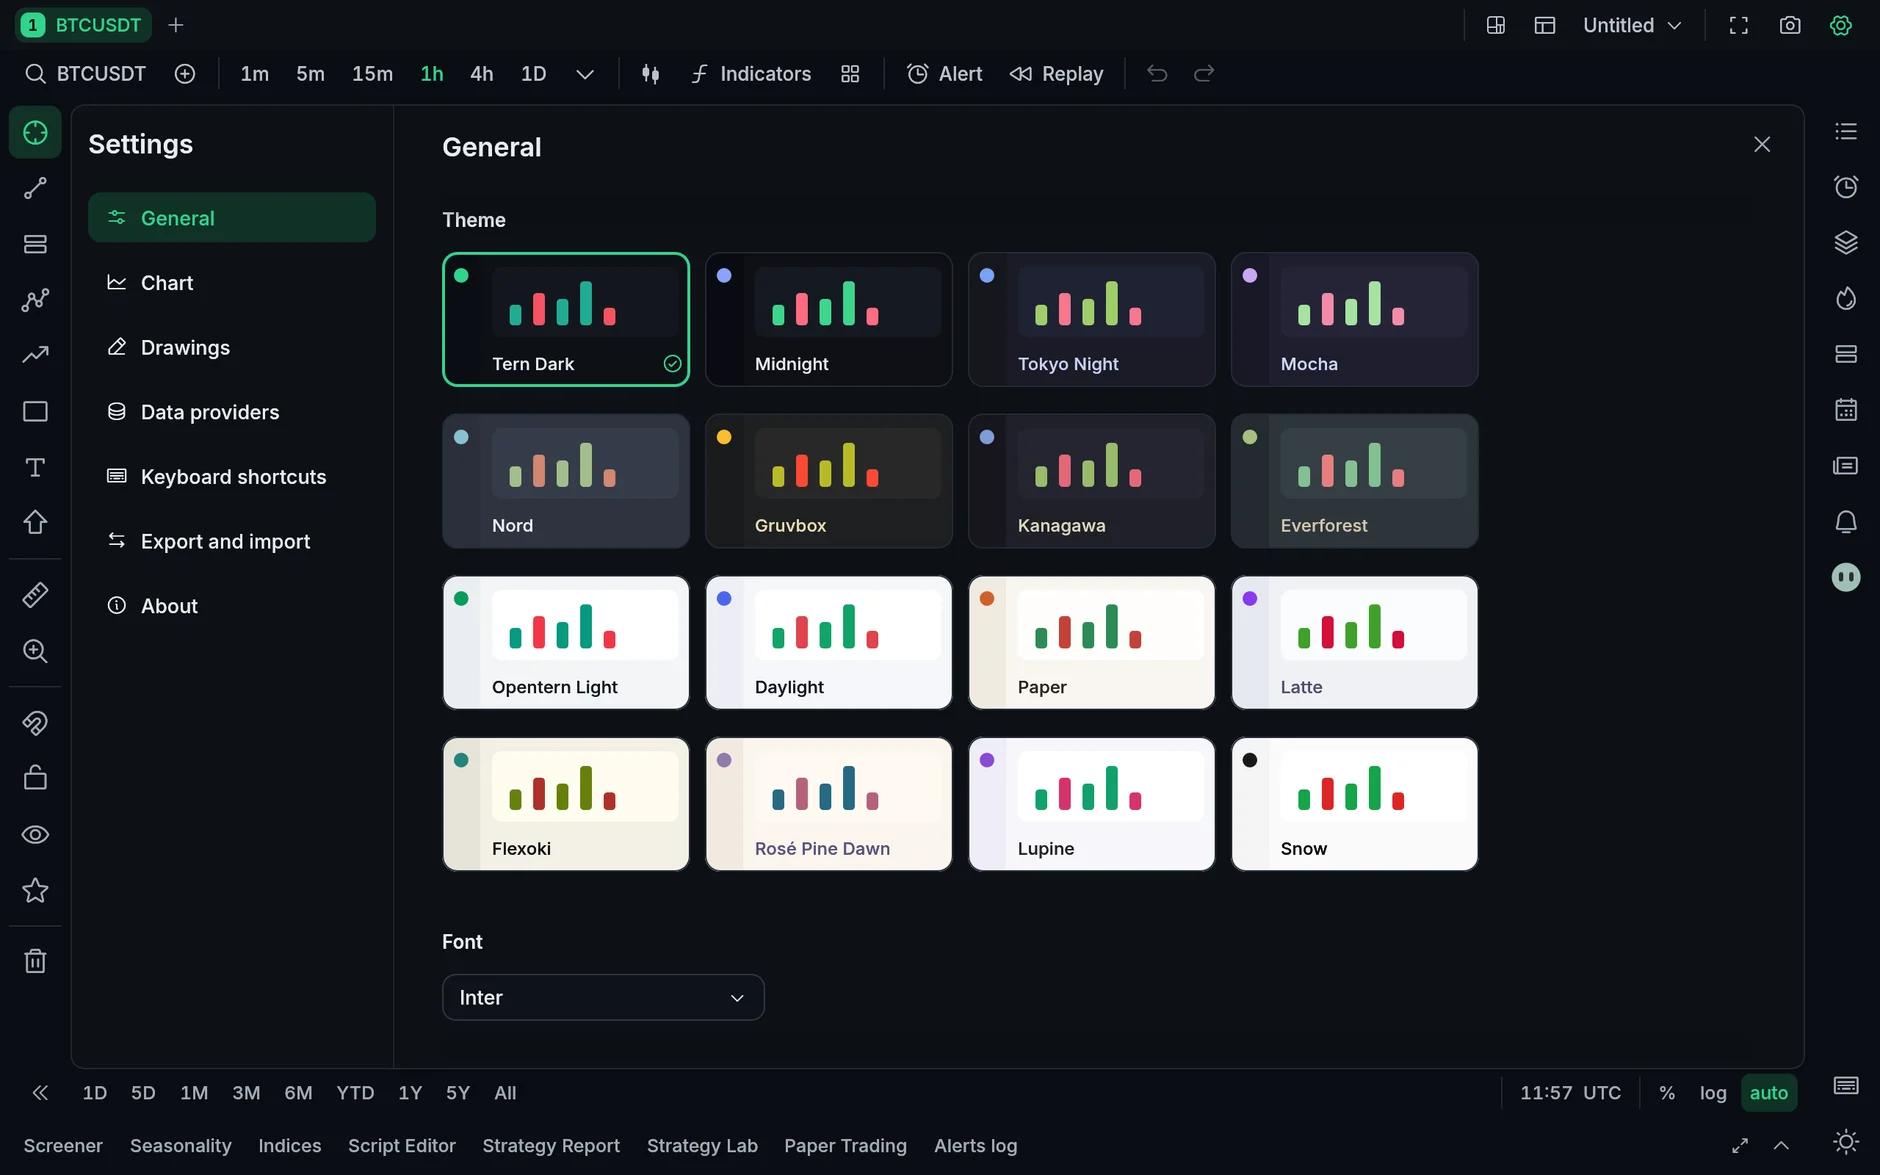 1 BTCUSDT
Untitled
BTCUSDT 1m 5m 15m 1h 4h 1D Indicators Alert Replay
Settings
General
Chart
Drawings
Data providers
Keyboard shortcuts
Export and import
About
General
Theme
Tern Dark Midnight Tokyo Night Mocha
Nord Gruvbox Kanagawa Everforest
Opentern Light Daylight Paper Latte
Flexoki Rosé Pine Dawn Lupine Snow
Font
Inter
1D 5D 1M 3M 6M YTD 1Y 5Y All 11:57 UTC % log auto
Screener Seasonality Indices Script Editor Strategy Report Strategy Lab Paper Trading Alerts log